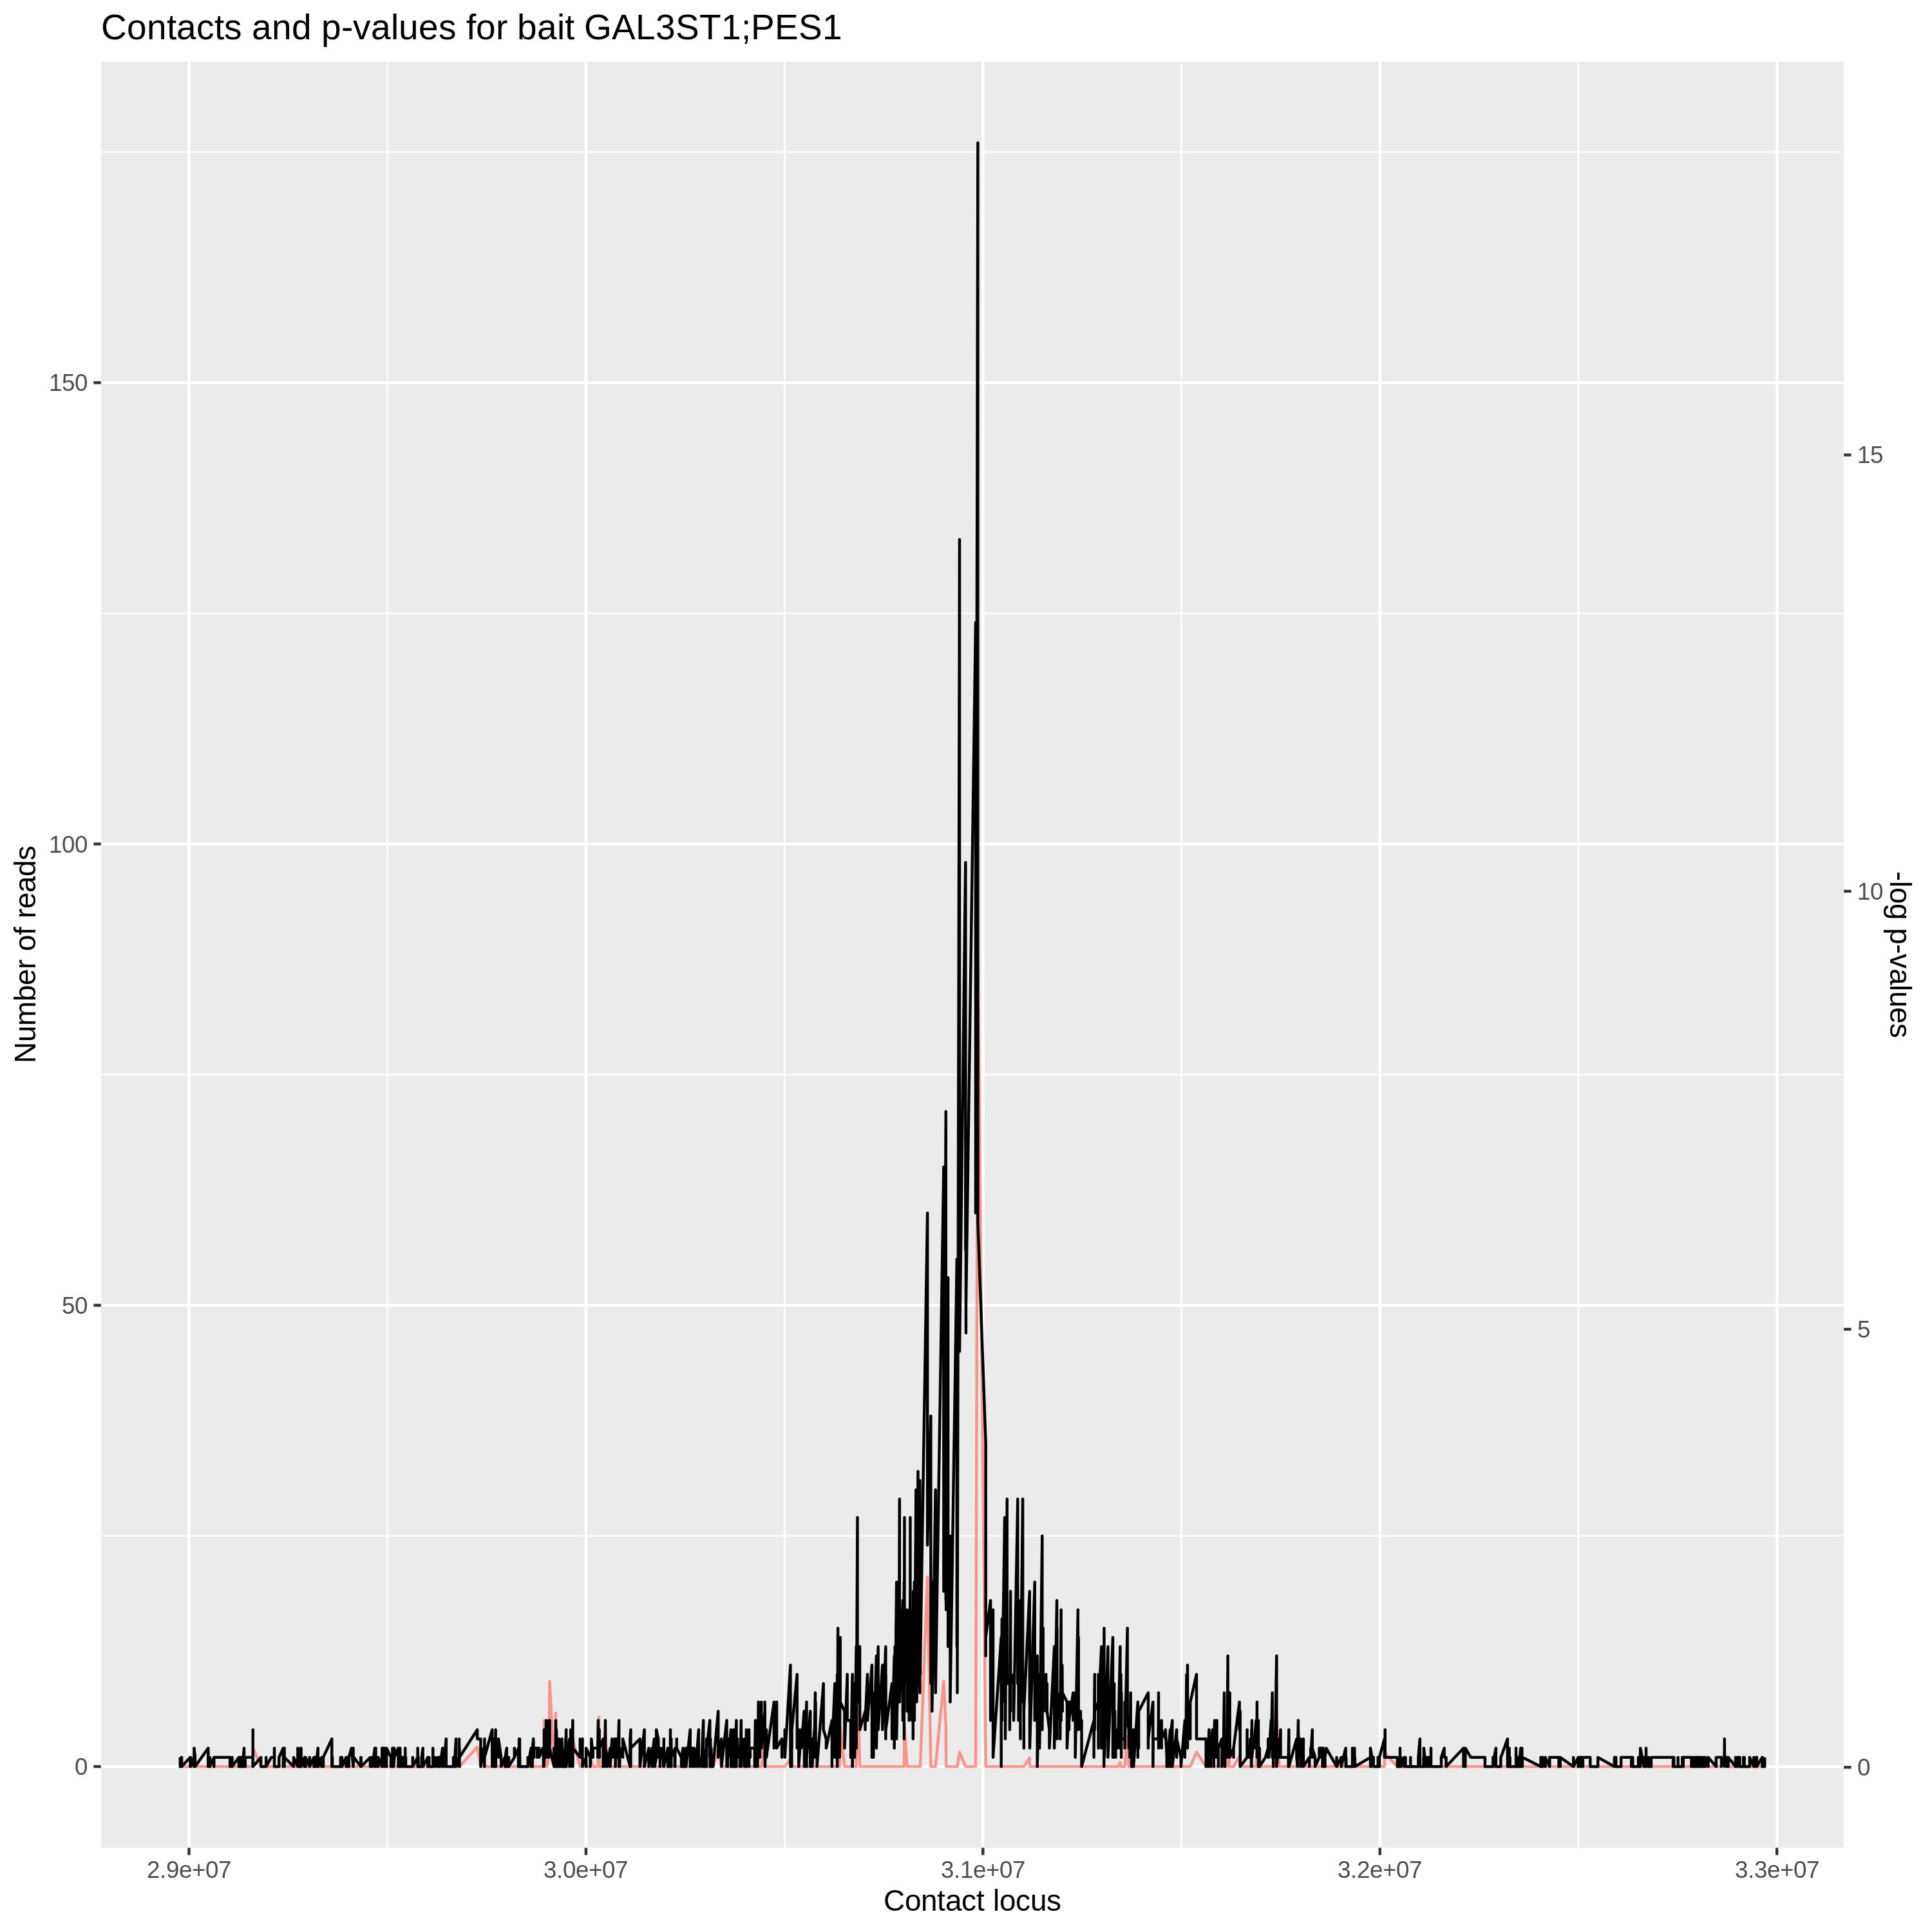 Contacts and p-values for bait GAL3ST1;PES1
150
100
50
0
Number of reads
15
10
5
0
-log p-values
2.9e+07
3.0e+07
3.1e+07
3.2e+07
3.3e+07
Contact locus